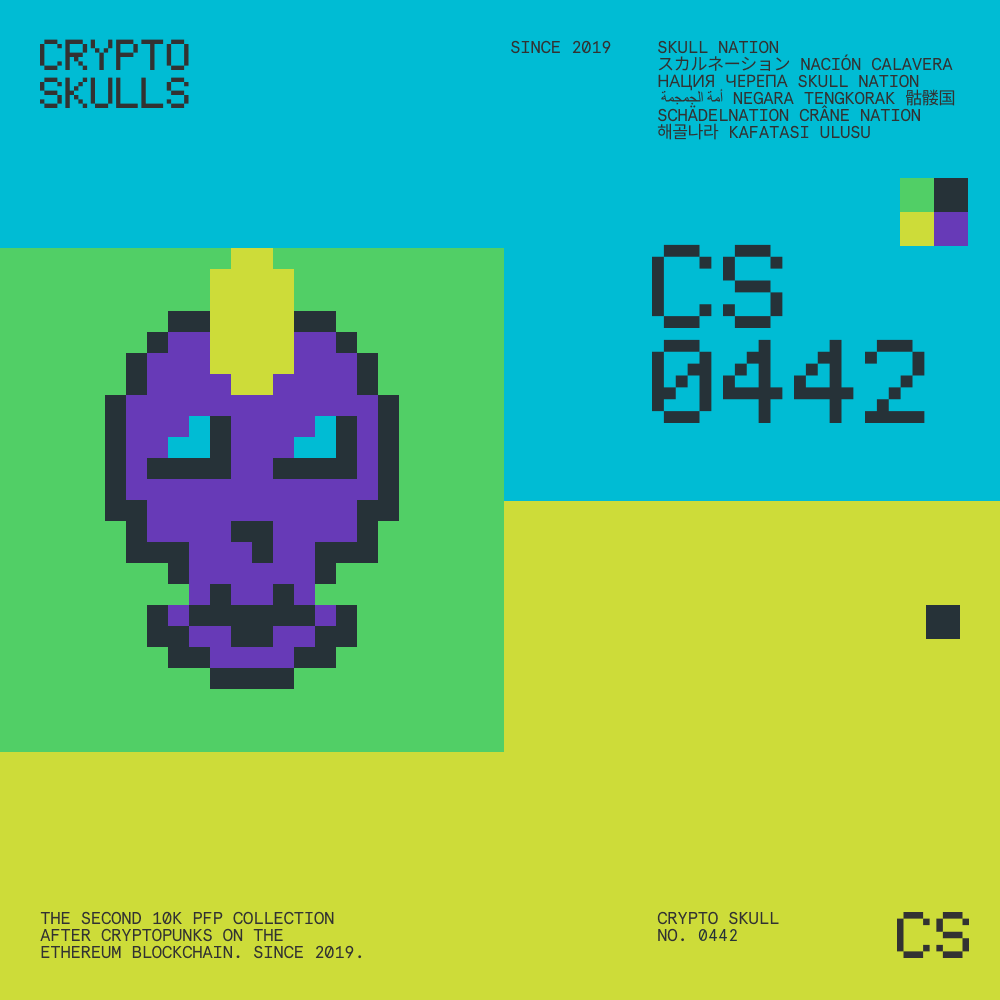 CRYPTO
SKULLS
SINCE 2019
SKULL NATION
スカルネーション NACIÓN CALAVERA
НАЦИЯ ЧЕРЕПА SKULL NATION
أمة الجمجمة NEGARA TENGKORAK 骷髅国
SCHÄDELNATION CRÂNE NATION
해골나라 KAFATASI ULUSU
CS
0442
THE SECOND 10K PFP COLLECTION
AFTER CRYPTOPUNKS ON THE
ETHEREUM BLOCKCHAIN. SINCE 2019.
CRYPTO SKULL
NO. 0442
CS